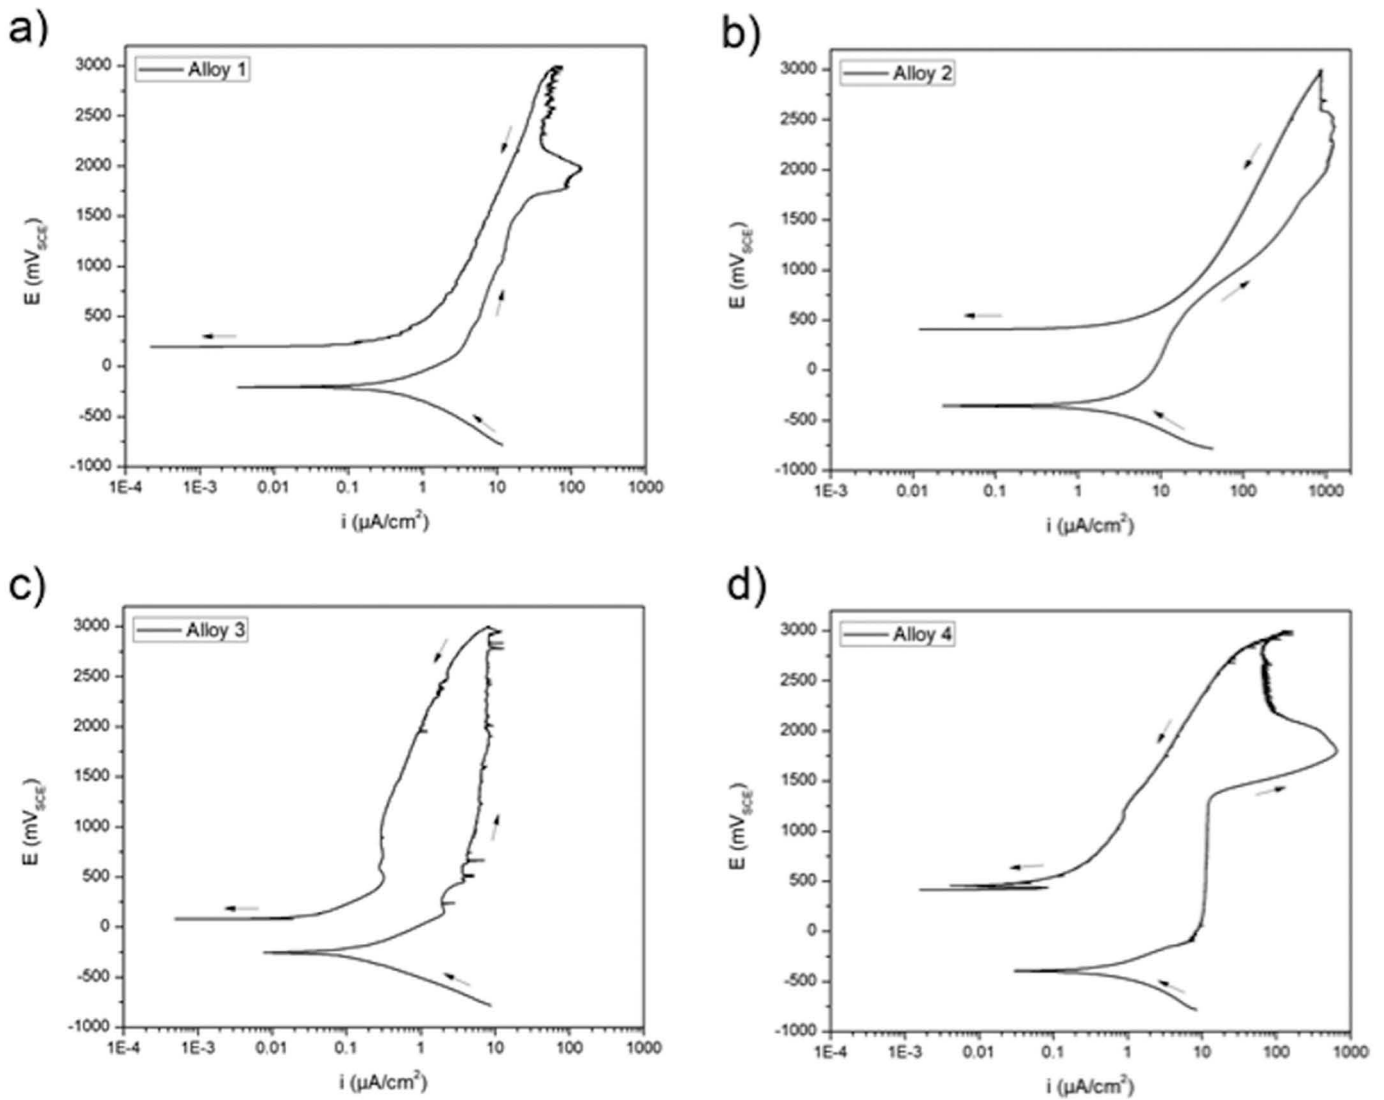 a)
Alloy 1
3000
2500
2000
1500
1000
500
0
-500
-1000
E (mV_SCE)
1E-4 1E-3 0.01 0.1 1 10 100 1000
i (µA/cm²)
b)
Alloy 2
3000
2500
2000
1500
1000
500
0
-500
-1000
E (mV_SCE)
1E-3 0.01 0.1 1 10 100 1000
i (µA/cm²)
c)
Alloy 3
3000
2500
2000
1500
1000
500
0
-500
-1000
E (mV_SCE)
1E-4 1E-3 0.01 0.1 1 10 100 1000
i (µA/cm²)
d)
Alloy 4
3000
2500
2000
1500
1000
500
0
-500
-1000
E (mV_SCE)
1E-4 1E-3 0.01 0.1 1 10 100 1000
i (µA/cm²)